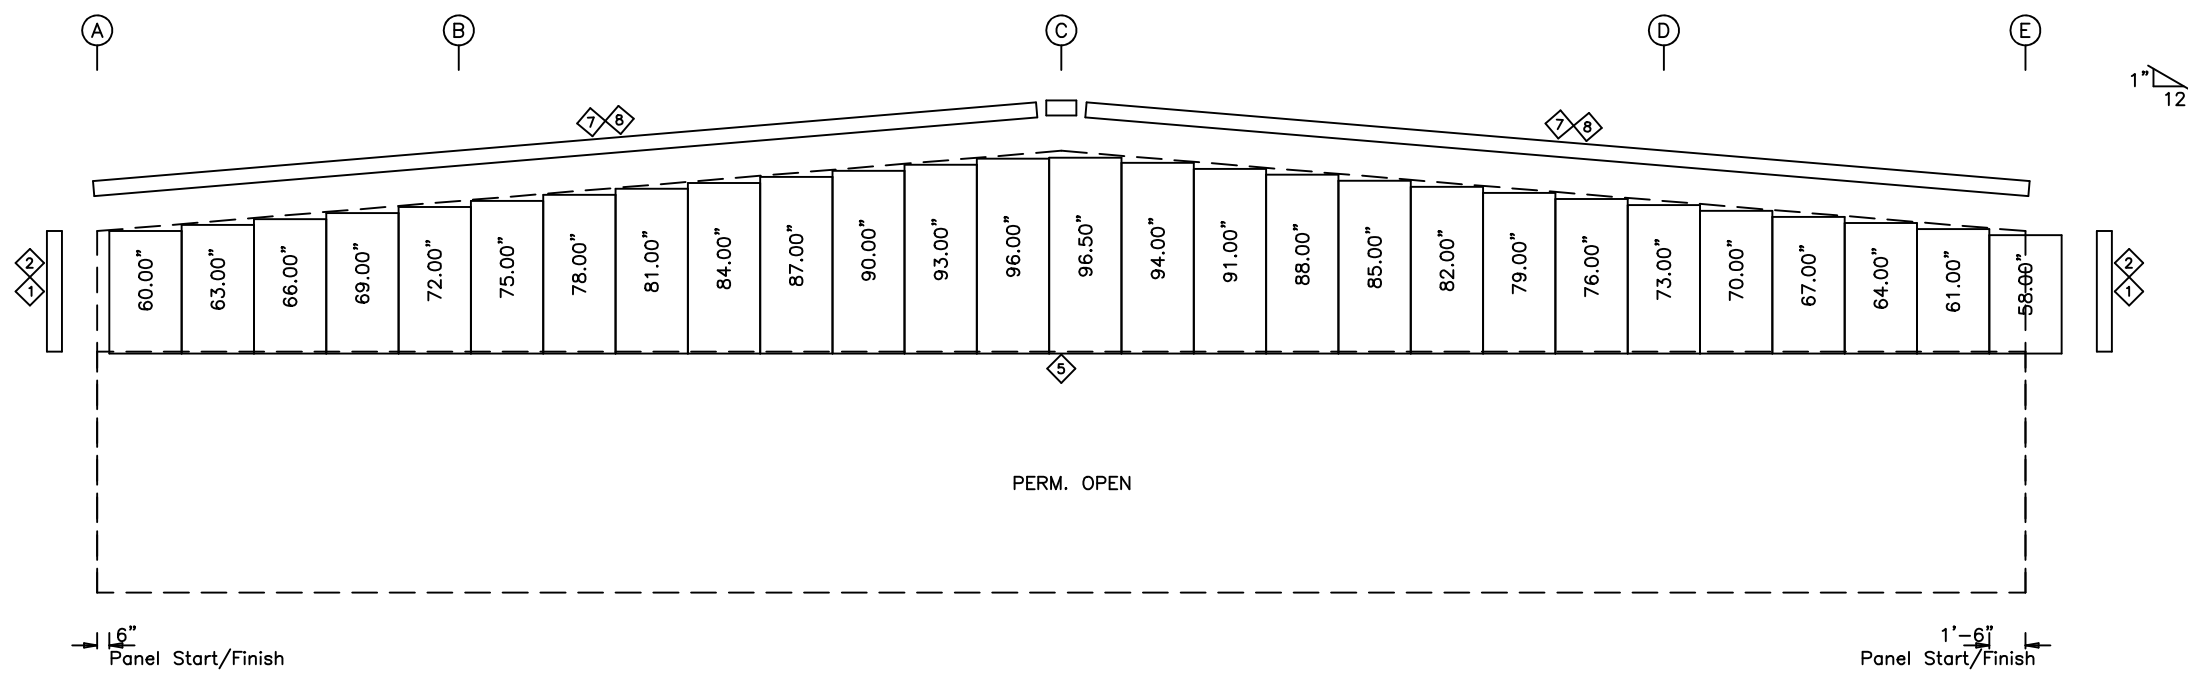 A B C D E
1"
12
7 8
7 8
2
1
60.00" 63.00" 66.00" 69.00" 72.00" 75.00" 78.00" 81.00" 84.00" 87.00" 90.00" 93.00" 96.00" 96.50" 94.00" 91.00" 88.00" 85.00" 82.00" 79.00" 76.00" 73.00" 70.00" 67.00" 64.00" 61.00" 58.00"
2
1
5
PERM. OPEN
6"
Panel Start/Finish
1'-6"
Panel Start/Finish